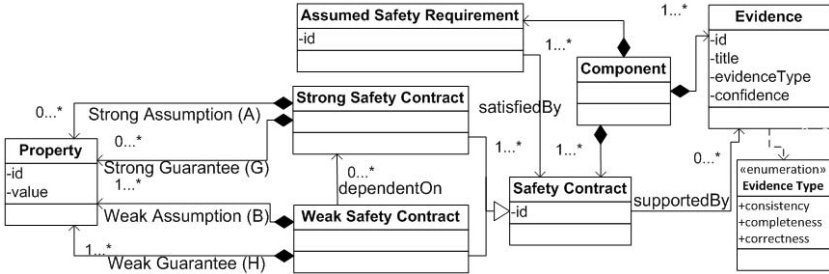 1...*
Assumed Safety Requirement
-id
1...*
1...*
Evidence
-id
-title
-evidenceType
-confidence
Component
0...*
Strong Assumption (A)
Strong Safety Contract
satisfiedBy
0...*
Strong Guarantee (G)
1...*
1...*
1...*
0...*
Property
-id
-value
0...*
dependentOn
Weak Assumption (B)
Weak Safety Contract
Safety Contract
-id
supportedBy
«enumeration»
Evidence Type
+consistency
+completeness
+correctness
1...*
Weak Guarantee (H)